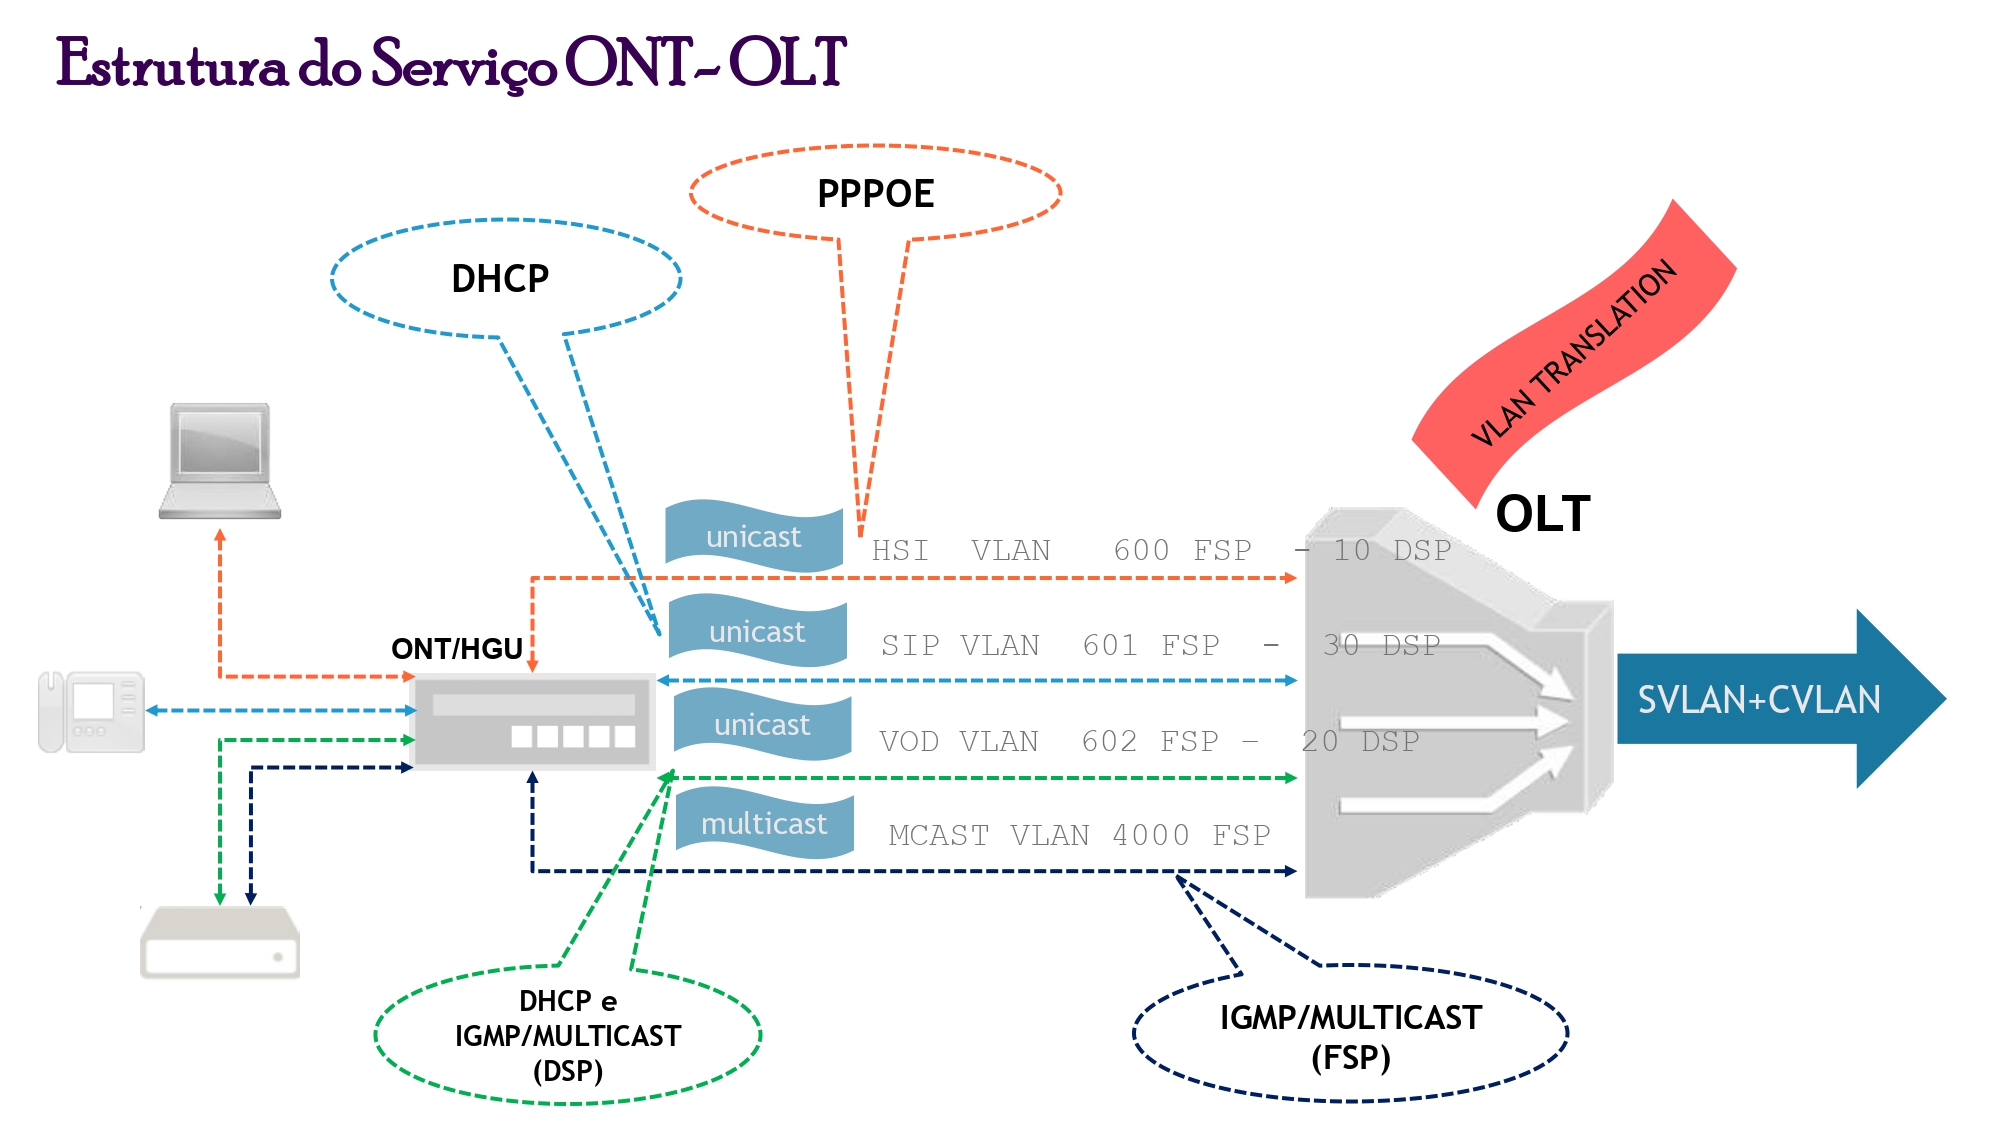 Estrutura do Serviço ONT- OLT
PPPOE
DHCP
VLAN TRANSLATION
OLT
unicast
HSI VLAN 600 FSP - 10 DSP
ONT/HGU
unicast
SIP VLAN 601 FSP - 30 DSP
SVLAN+CVLAN
unicast
VOD VLAN 602 FSP – 20 DSP
multicast
MCAST VLAN 4000 FSP
DHCP e
IGMP/MULTICAST
(DSP)
IGMP/MULTICAST
(FSP)